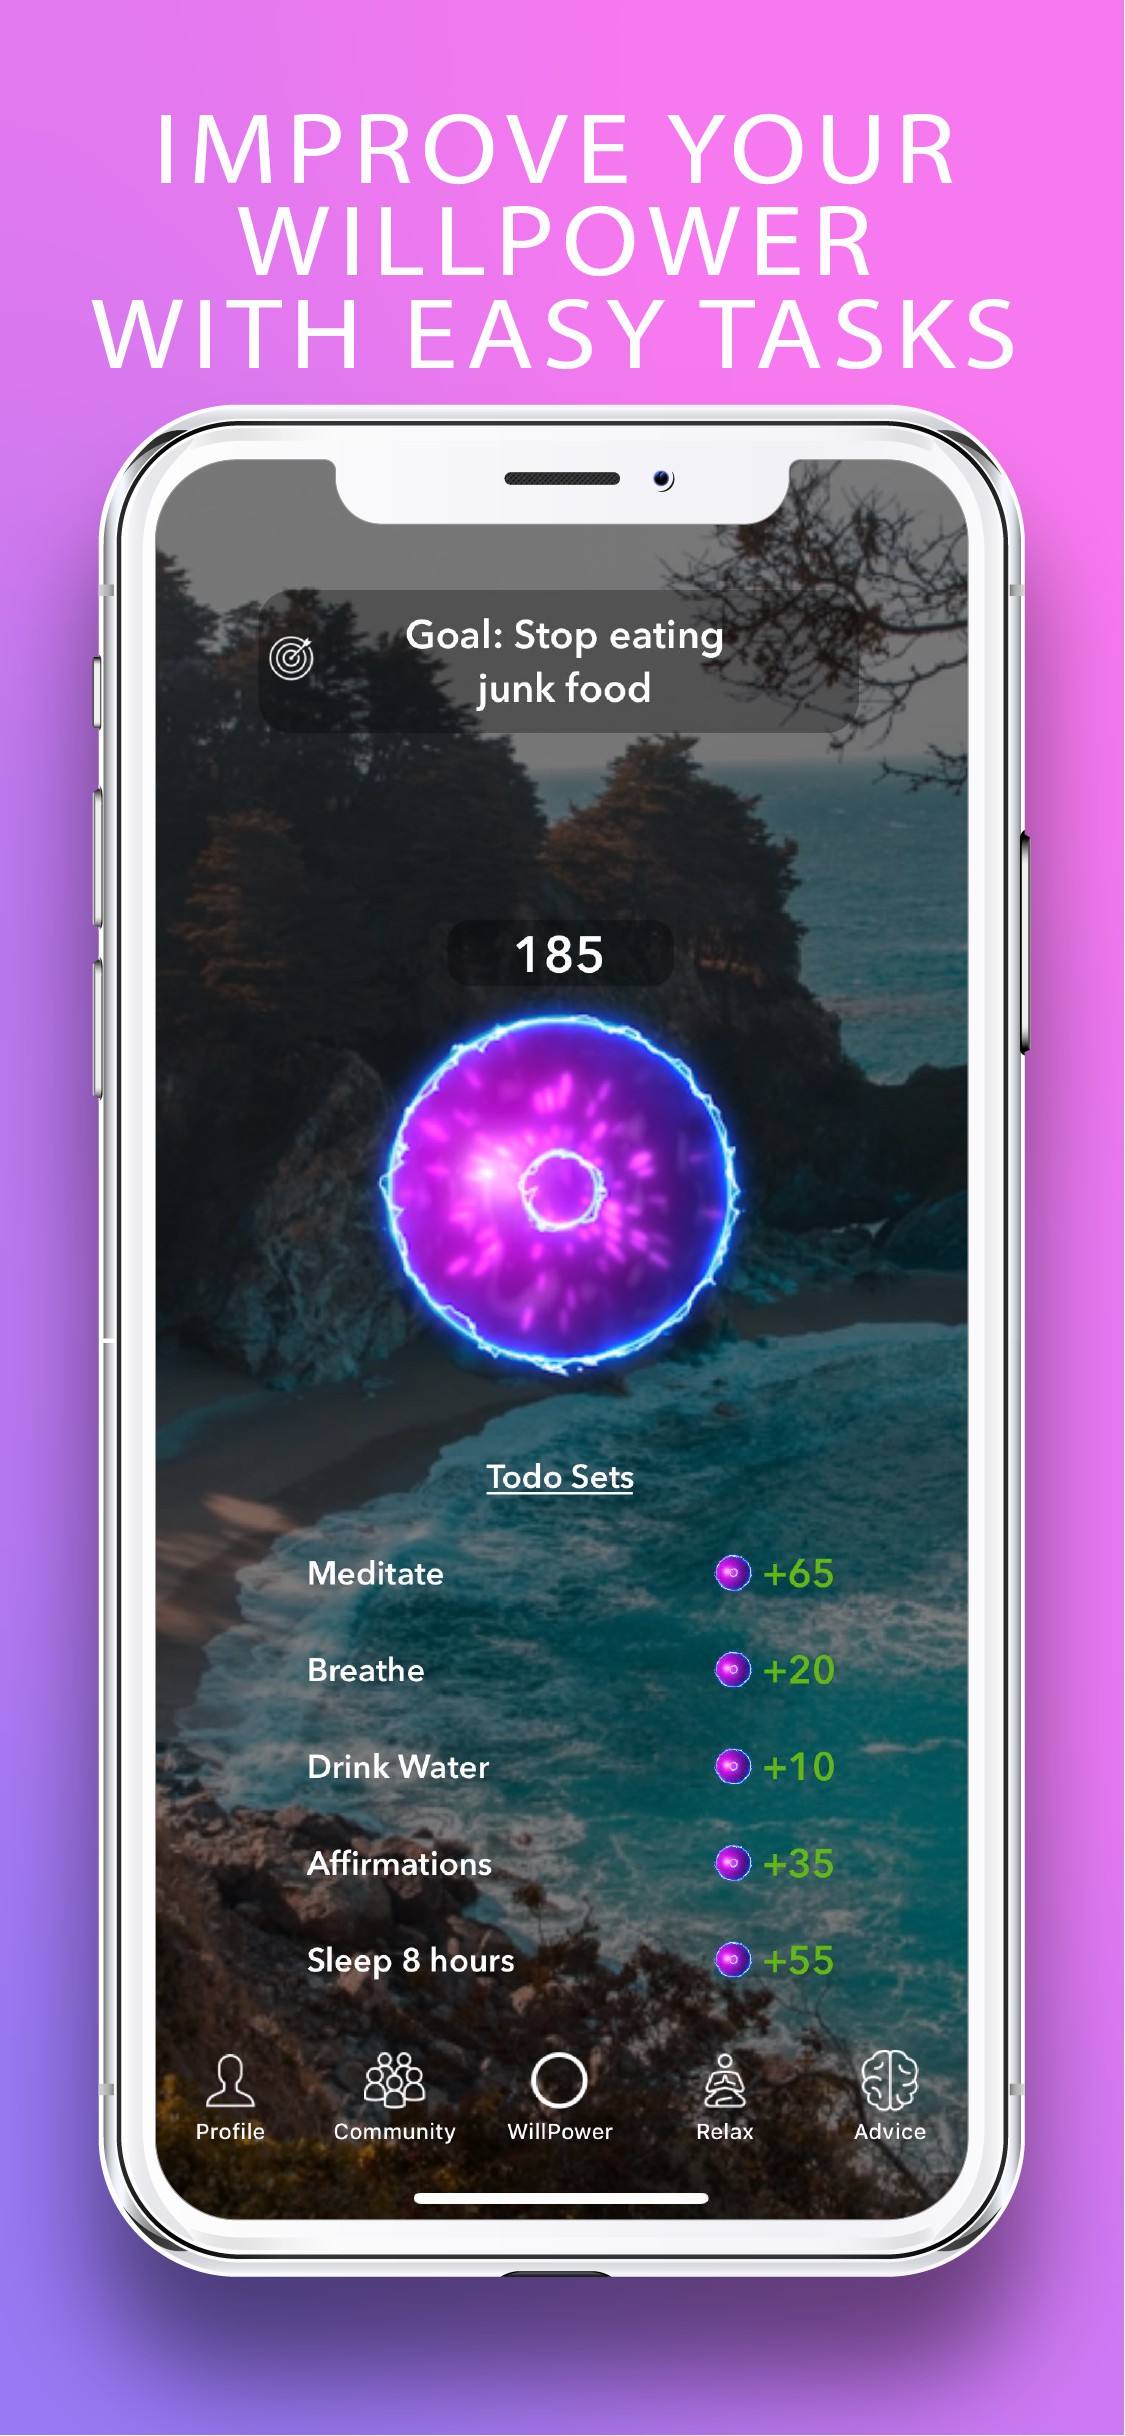 IMPROVE YOUR
WILLPOWER
WITH EASY TASKS
Goal: Stop eating
junk food
185
Todo Sets
Meditate +65
Breathe +20
Drink Water +10
Affirmations +35
Sleep 8 hours +55
Profile Community WillPower Relax Advice